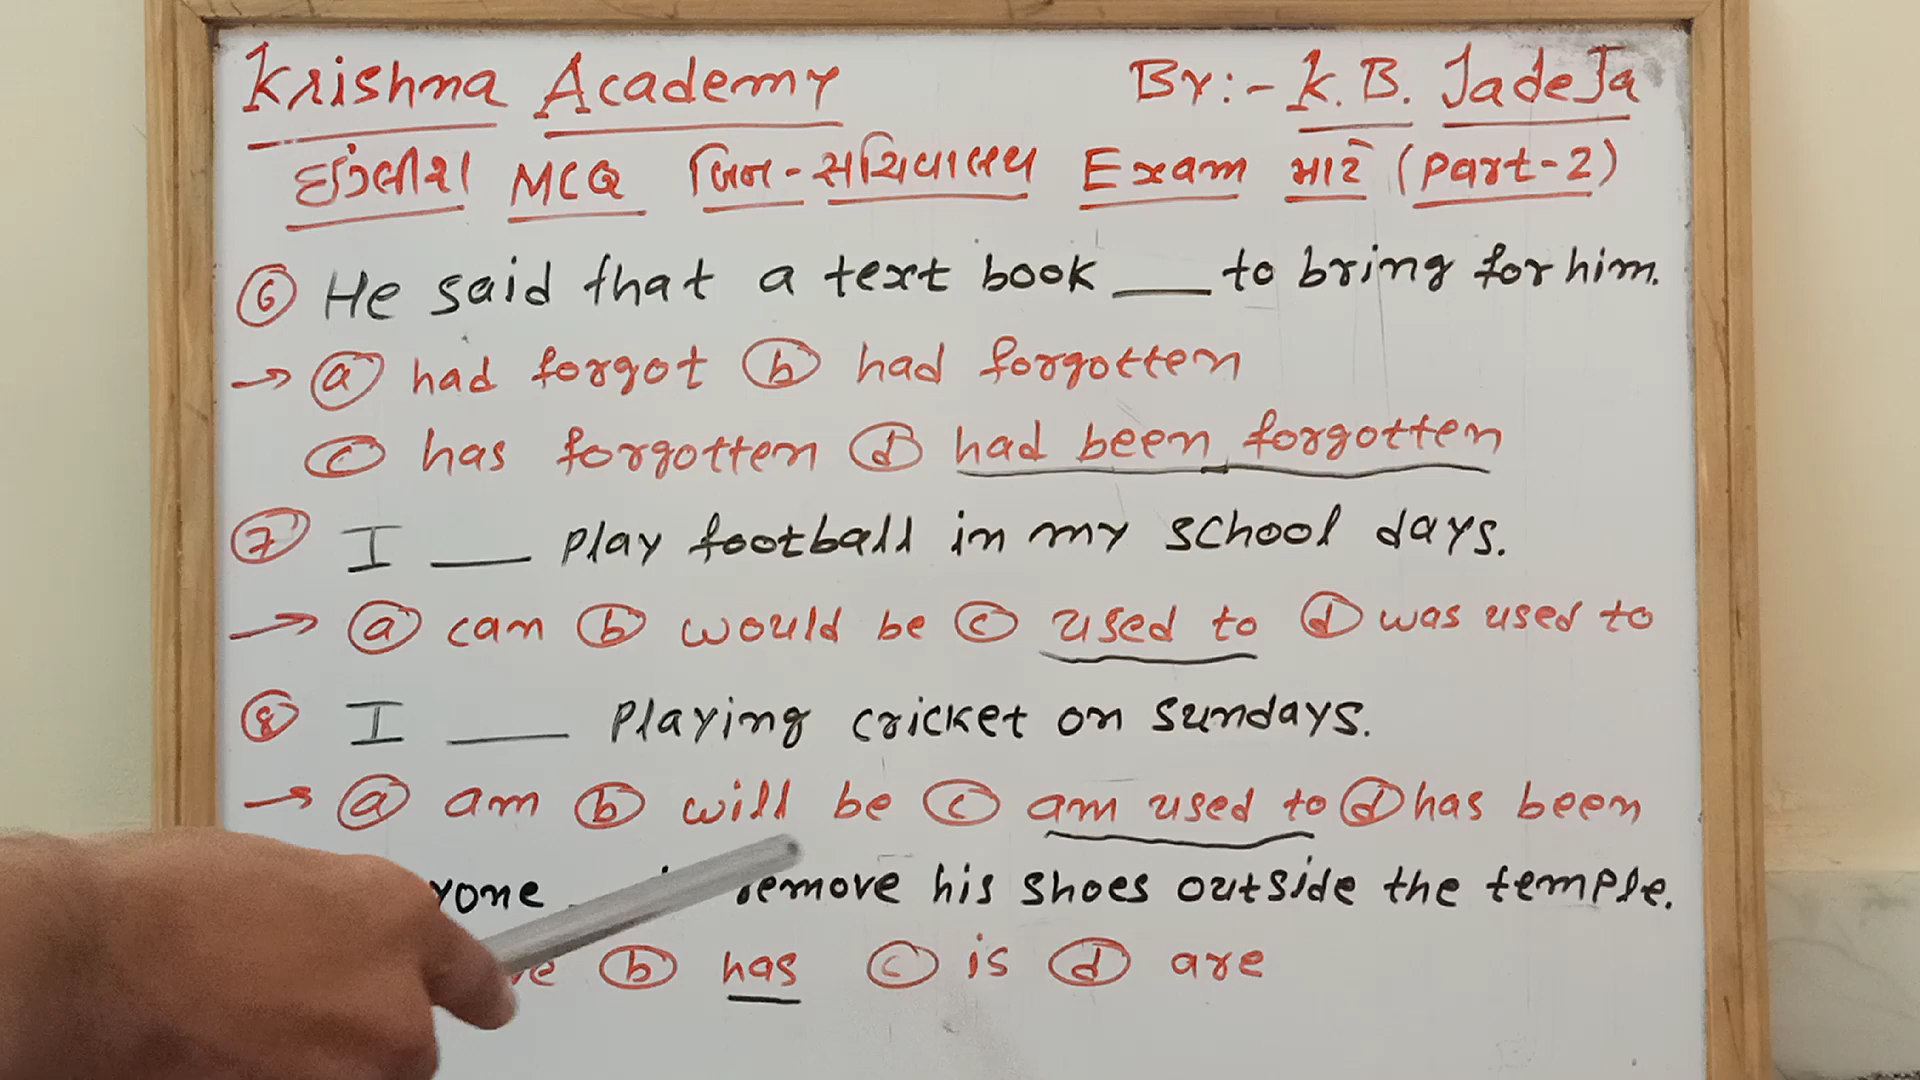 Krishna Academy By:- K. B. Jadeja
ઈંગ્લીશ MCQ બિન-સચિવાલય Exam માટે (Part-2)
6 He said that a text book ___ to bring for him.
→ a had forgot b had forgotten
c has forgotten d had been forgotten
7 I ___ play football in my school days.
→ a can b would be c used to d was used to
8 I ___ playing cricket on sundays.
→ a am b will be c am used to d has been
remove his shoes outside the temple.
b has c is d are